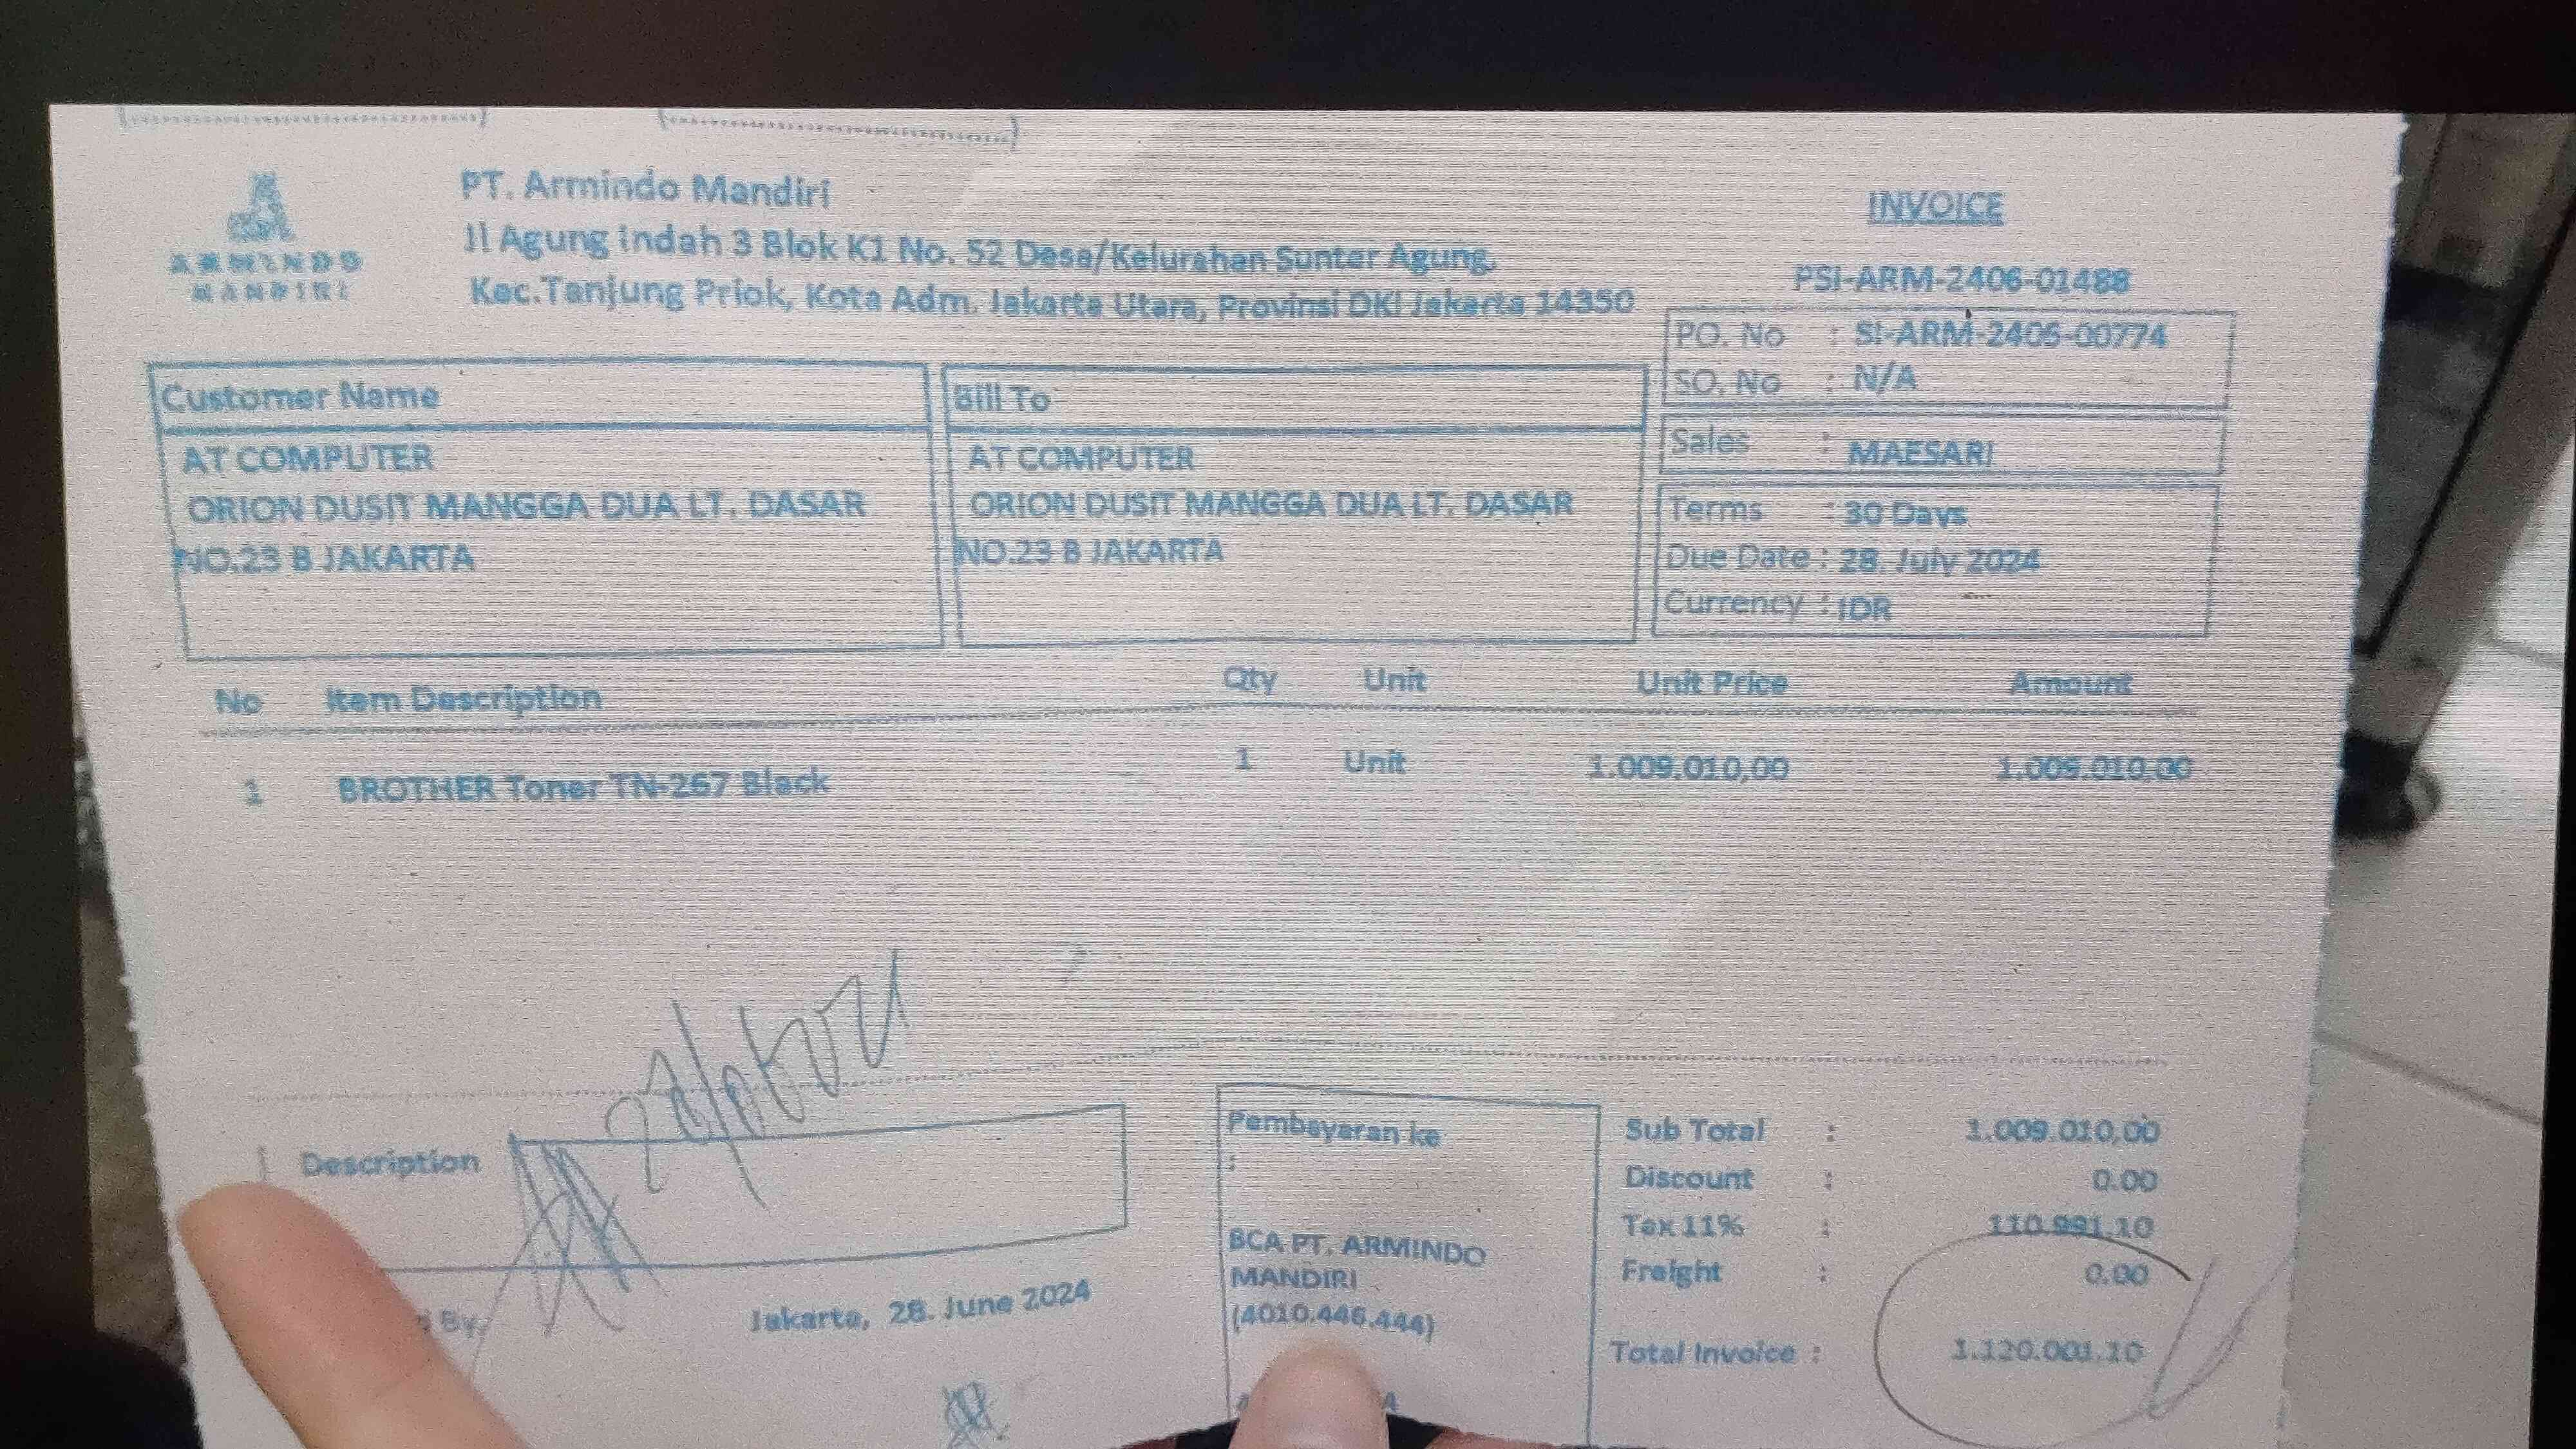 ARMINDO
MANDIRI
PT. Armindo Mandiri
Jl Agung Indah 3 Blok K1 No. 52 Desa/Kelurahan Sunter Agung,
Kec.Tanjung Priok, Kota Adm. Jakarta Utara, Provinsi DKI Jakarta 14350
INVOICE
PSI-ARM-2406-01488
PO. No : SI-ARM-2406-00774
SO. No : N/A
Sales : MAESARI
Terms : 30 Days
Due Date : 28. July 2024
Currency : IDR
Customer Name
AT COMPUTER
ORION DUSIT MANGGA DUA LT. DASAR
NO.23 B JAKARTA
Bill To
AT COMPUTER
ORION DUSIT MANGGA DUA LT. DASAR
NO.23 B JAKARTA
No Item Description Qty Unit Unit Price Amount
1 BROTHER Toner TN-267 Black 1 Unit 1.009.010,00 1.009.010,00
Description
By,
Jakarta, 28. June 2024
Pembayaran ke
:
BCA PT. ARMINDO
MANDIRI
(4010.446.444)
Sub Total : 1.009.010,00
Discount : 0.00
Tax 11% : 110.991.10
Freight : 0.00
Total Invoice : 1.120.001.10